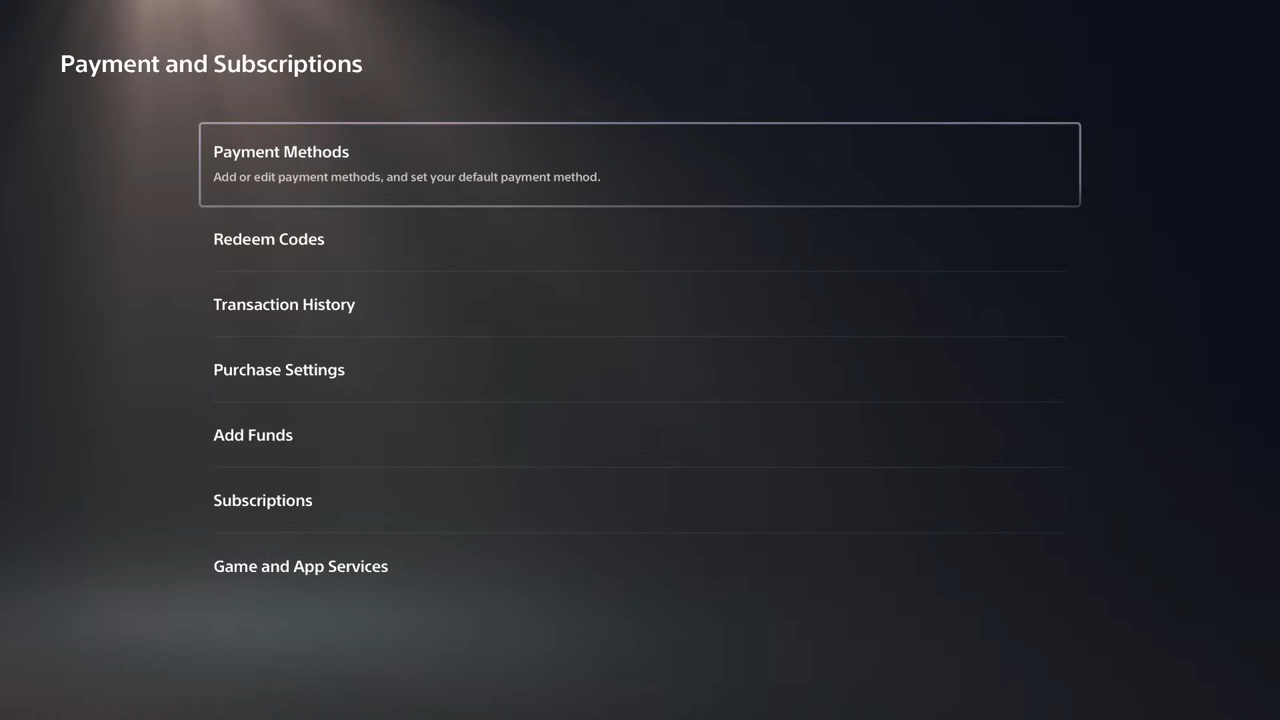 Payment and Subscriptions
Payment Methods
Add or edit payment methods, and set your default payment method.
Redeem Codes
Transaction History
Purchase Settings
Add Funds
Subscriptions
Game and App Services